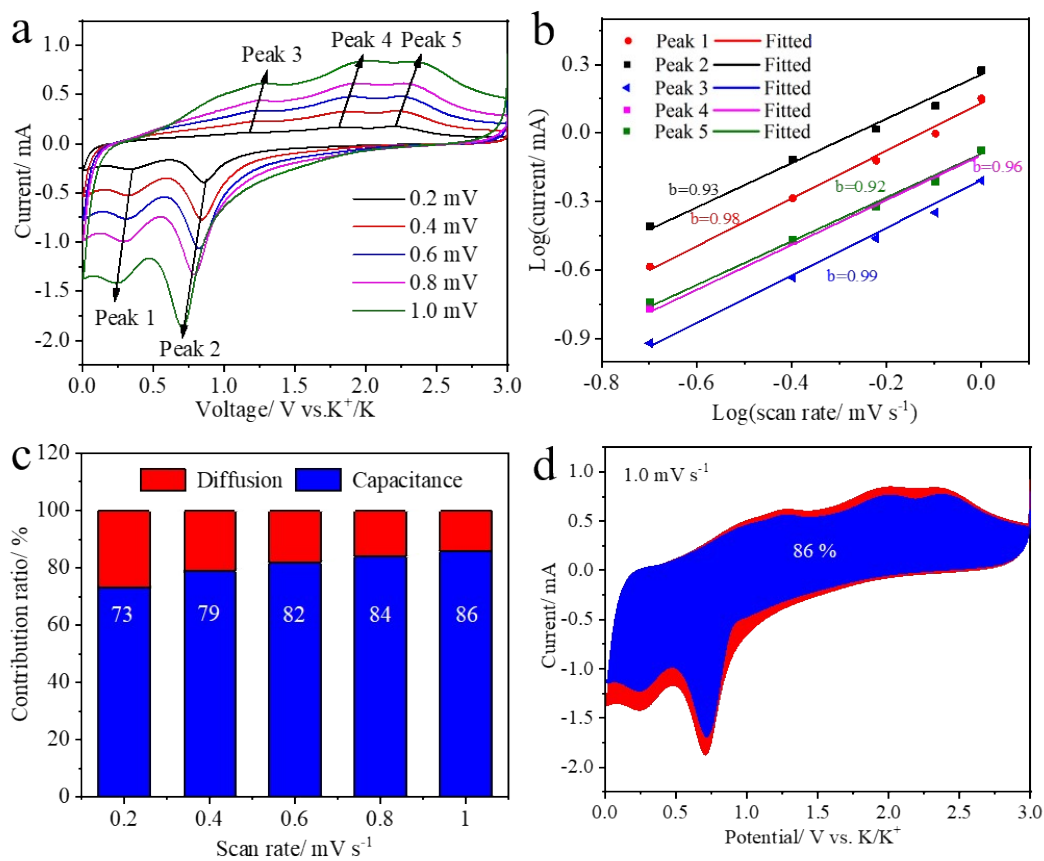 a
1.0
0.5
0.0
-0.5
-1.0
-1.5
-2.0
Current/ mA
Peak 3
Peak 4
Peak 5
Peak 1
Peak 2
0.2 mV
0.4 mV
0.6 mV
0.8 mV
1.0 mV
0.0 0.5 1.0 1.5 2.0 2.5 3.0
Voltage/ V vs.K⁺/K
b
Peak 1 Fitted
Peak 2 Fitted
Peak 3 Fitted
Peak 4 Fitted
Peak 5 Fitted
0.3
0.0
-0.3
-0.6
-0.9
Log(current/ mA)
b=0.93
b=0.98
b=0.92
b=0.96
b=0.99
-0.8 -0.6 -0.4 -0.2 0.0
Log(scan rate/ mV s⁻¹)
c
Diffusion Capacitance
120
100
80
60
40
20
0
Contribution ratio/ %
73 79 82 84 86
0.2 0.4 0.6 0.8 1
Scan rate/ mV s⁻¹
d
1.0 mV s⁻¹
1.0
0.5
0.0
-0.5
-1.0
-1.5
-2.0
Current/ mA
86 %
0.0 0.5 1.0 1.5 2.0 2.5 3.0
Potential/ V vs. K/K⁺